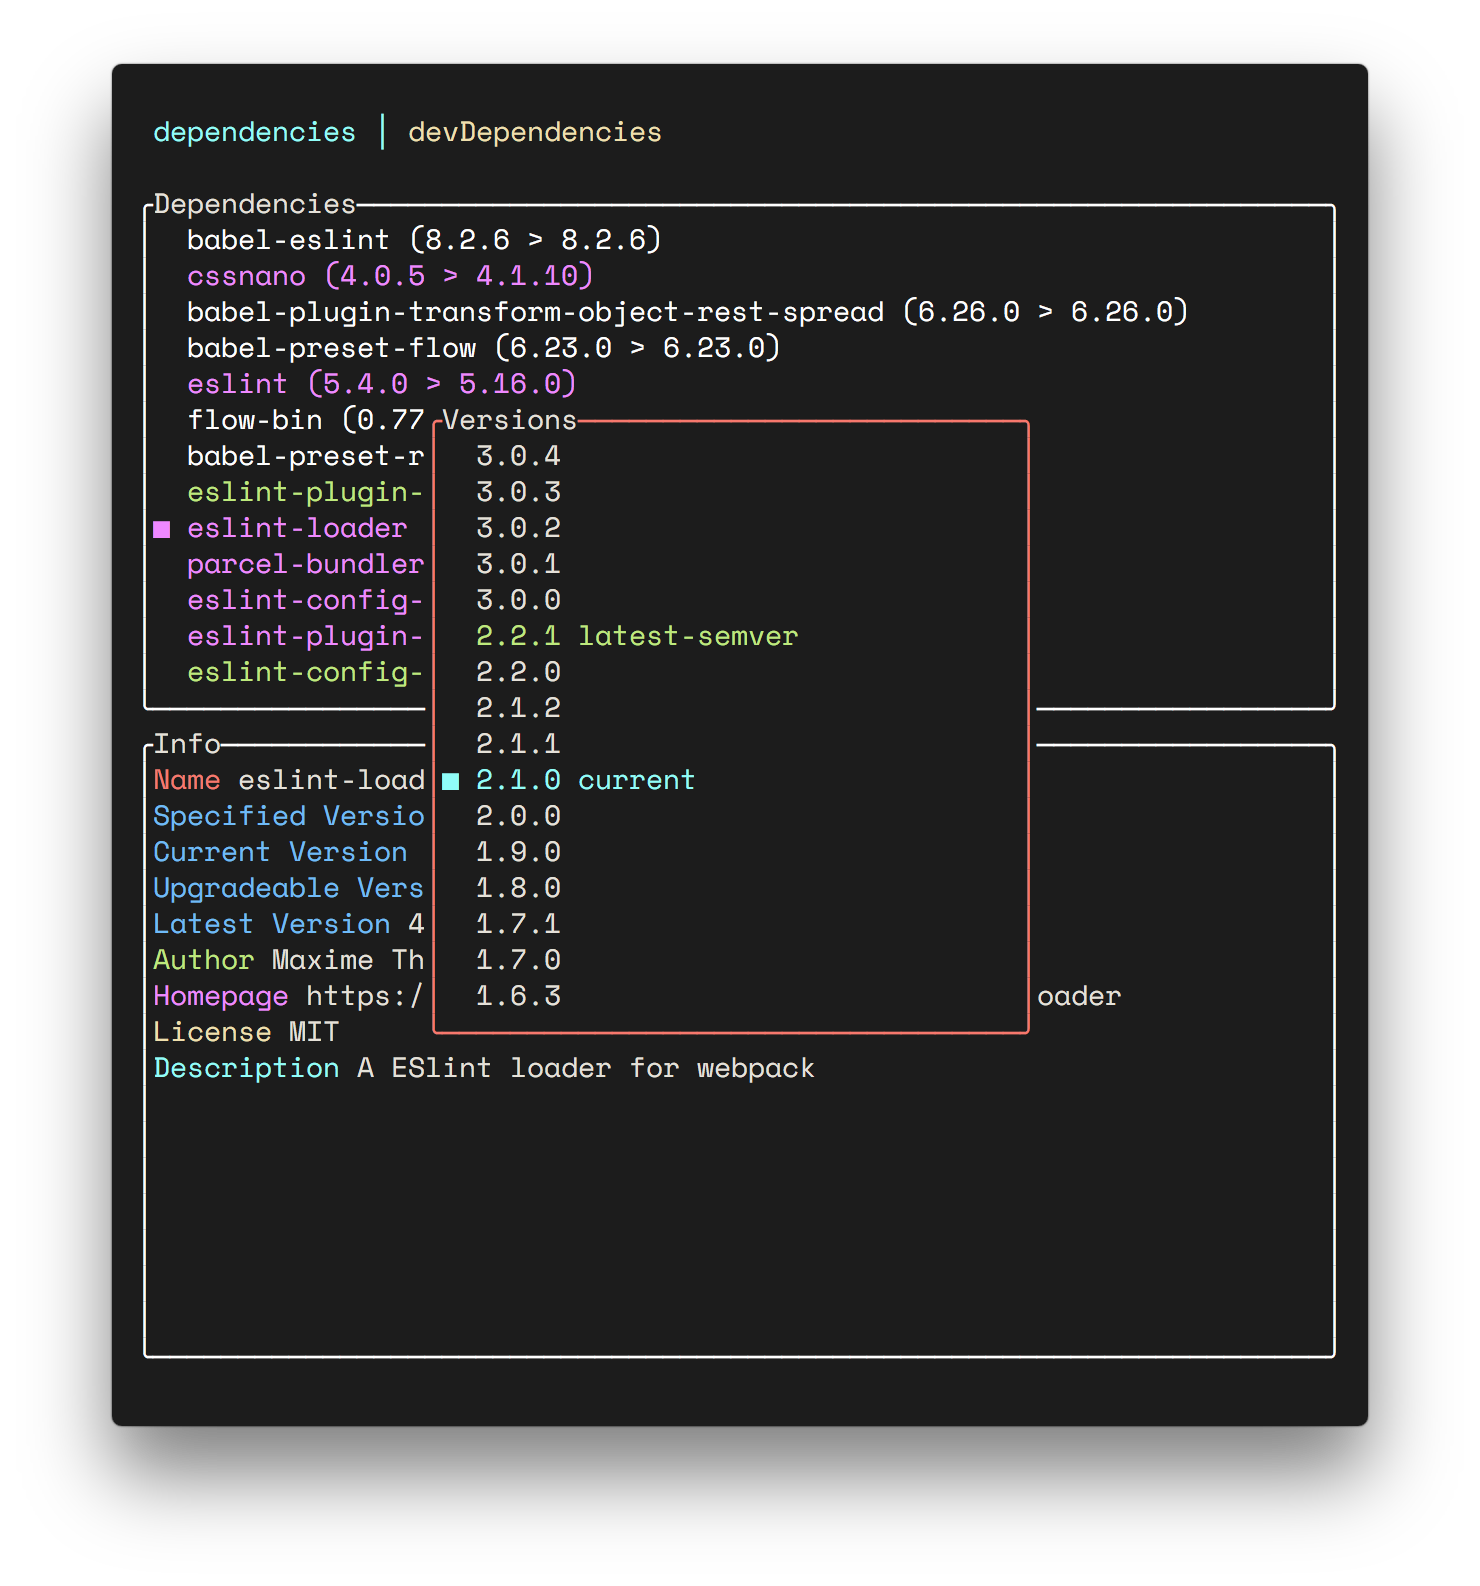 dependencies │ devDependencies
Dependencies
babel-eslint (8.2.6 > 8.2.6)
cssnano (4.0.5 > 4.1.10)
babel-plugin-transform-object-rest-spread (6.26.0 > 6.26.0)
babel-preset-flow (6.23.0 > 6.23.0)
eslint (5.4.0 > 5.16.0)
flow-bin (0.77
babel-preset-r
eslint-plugin-
eslint-loader
parcel-bundler
eslint-config-
eslint-plugin-
eslint-config-
Versions
3.0.4
3.0.3
3.0.2
3.0.1
3.0.0
2.2.1 latest-semver
2.2.0
2.1.2
2.1.1
2.1.0 current
2.0.0
1.9.0
1.8.0
1.7.1
1.7.0
1.6.3
Info
Name eslint-load
Specified Versio
Current Version
Upgradeable Vers
Latest Version 4
Author Maxime Th
Homepage https:/ oader
License MIT
Description A ESlint loader for webpack